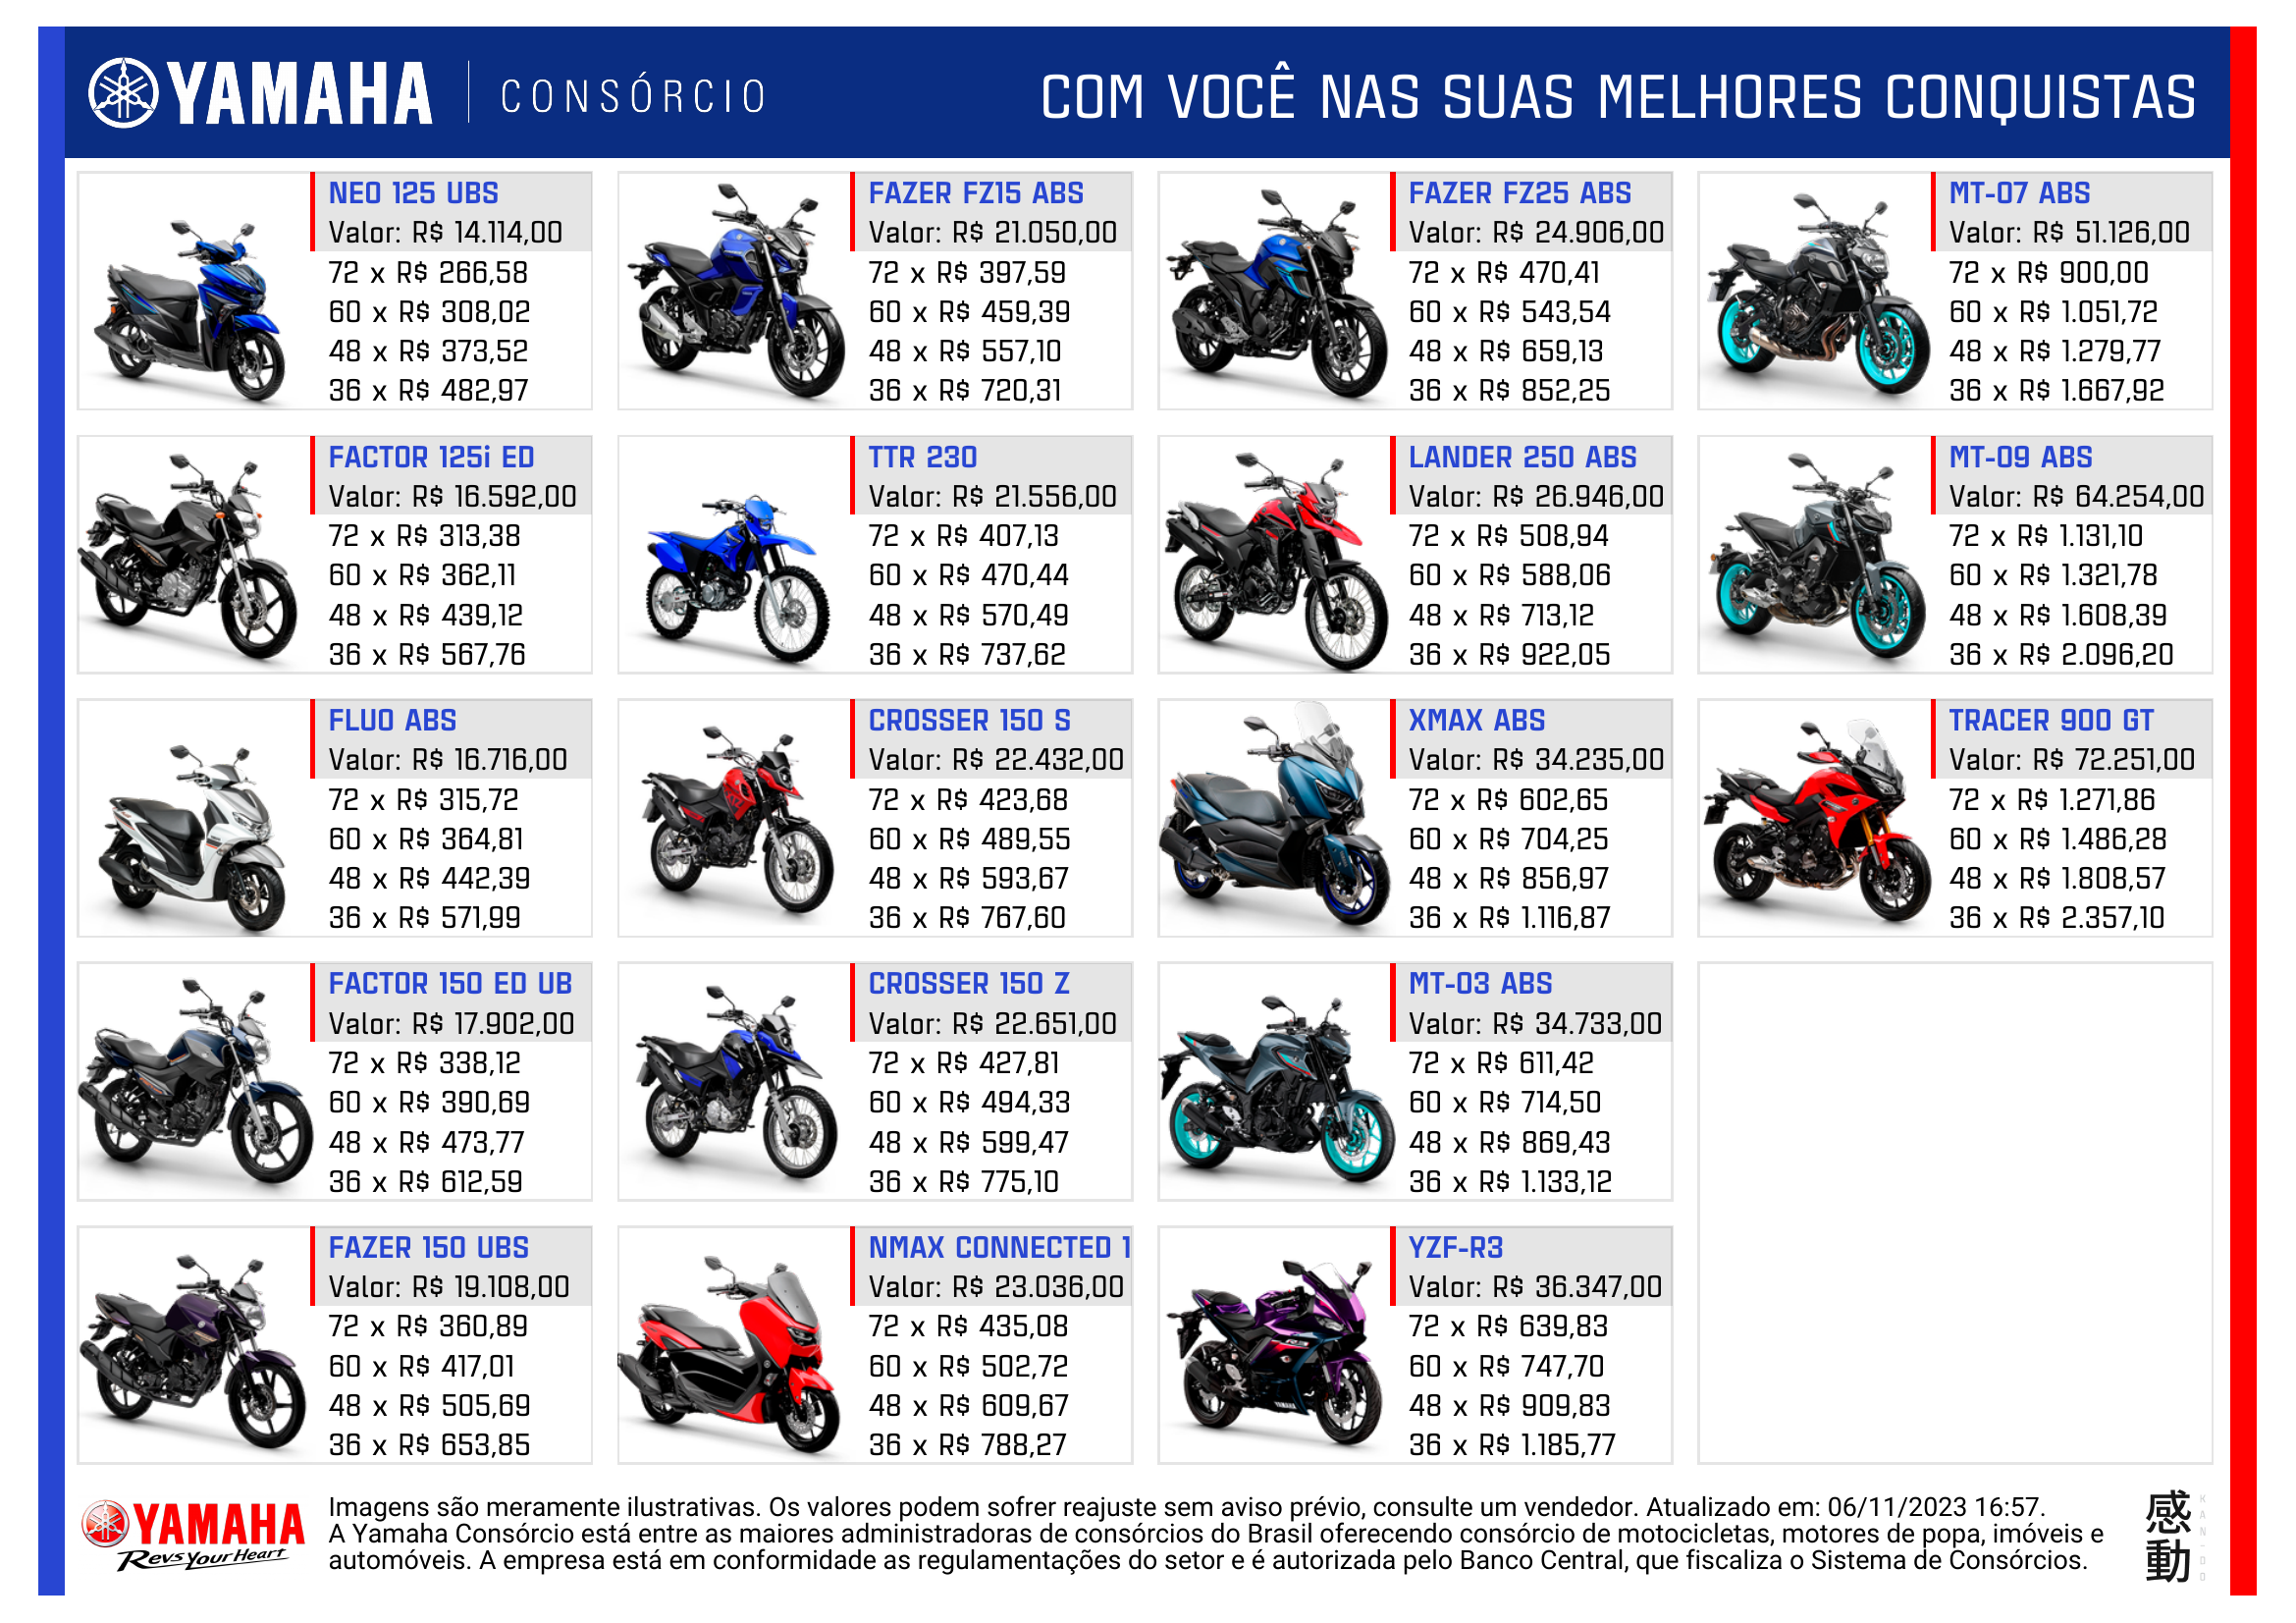 YAMAHA CONSÓRCIO
COM VOCÊ NAS SUAS MELHORES CONQUISTAS
NEO 125 UBS
Valor: R$ 14.114,00
72 x R$ 266,58
60 x R$ 308,02
48 x R$ 373,52
36 x R$ 482,97
FAZER FZ15 ABS
Valor: R$ 21.050,00
72 x R$ 397,59
60 x R$ 459,39
48 x R$ 557,10
36 x R$ 720,31
FAZER FZ25 ABS
Valor: R$ 24.906,00
72 x R$ 470,41
60 x R$ 543,54
48 x R$ 659,13
36 x R$ 852,25
MT-07 ABS
Valor: R$ 51.126,00
72 x R$ 900,00
60 x R$ 1.051,72
48 x R$ 1.279,77
36 x R$ 1.667,92
FACTOR 125i ED
Valor: R$ 16.592,00
72 x R$ 313,38
60 x R$ 362,11
48 x R$ 439,12
36 x R$ 567,76
TTR 230
Valor: R$ 21.556,00
72 x R$ 407,13
60 x R$ 470,44
48 x R$ 570,49
36 x R$ 737,62
LANDER 250 ABS
Valor: R$ 26.946,00
72 x R$ 508,94
60 x R$ 588,06
48 x R$ 713,12
36 x R$ 922,05
MT-09 ABS
Valor: R$ 64.254,00
72 x R$ 1.131,10
60 x R$ 1.321,78
48 x R$ 1.608,39
36 x R$ 2.096,20
FLUO ABS
Valor: R$ 16.716,00
72 x R$ 315,72
60 x R$ 364,81
48 x R$ 442,39
36 x R$ 571,99
CROSSER 150 S
Valor: R$ 22.432,00
72 x R$ 423,68
60 x R$ 489,55
48 x R$ 593,67
36 x R$ 767,60
XMAX ABS
Valor: R$ 34.235,00
72 x R$ 602,65
60 x R$ 704,25
48 x R$ 856,97
36 x R$ 1.116,87
TRACER 900 GT
Valor: R$ 72.251,00
72 x R$ 1.271,86
60 x R$ 1.486,28
48 x R$ 1.808,57
36 x R$ 2.357,10
FACTOR 150 ED UB
Valor: R$ 17.902,00
72 x R$ 338,12
60 x R$ 390,69
48 x R$ 473,77
36 x R$ 612,59
CROSSER 150 Z
Valor: R$ 22.651,00
72 x R$ 427,81
60 x R$ 494,33
48 x R$ 599,47
36 x R$ 775,10
MT-03 ABS
Valor: R$ 34.733,00
72 x R$ 611,42
60 x R$ 714,50
48 x R$ 869,43
36 x R$ 1.133,12
FAZER 150 UBS
Valor: R$ 19.108,00
72 x R$ 360,89
60 x R$ 417,01
48 x R$ 505,69
36 x R$ 653,85
NMAX CONNECTED 1
Valor: R$ 23.036,00
72 x R$ 435,08
60 x R$ 502,72
48 x R$ 609,67
36 x R$ 788,27
YZF-R3
Valor: R$ 36.347,00
72 x R$ 639,83
60 x R$ 747,70
48 x R$ 909,83
36 x R$ 1.185,77
YAMAHA
Revs Your Heart
Imagens são meramente ilustrativas. Os valores podem sofrer reajuste sem aviso prévio, consulte um vendedor. Atualizado em: 06/11/2023 16:57.
A Yamaha Consórcio está entre as maiores administradoras de consórcios do Brasil oferecendo consórcio de motocicletas, motores de popa, imóveis e
automóveis. A empresa está em conformidade as regulamentações do setor e é autorizada pelo Banco Central, que fiscaliza o Sistema de Consórcios.
感動
KAN-DO